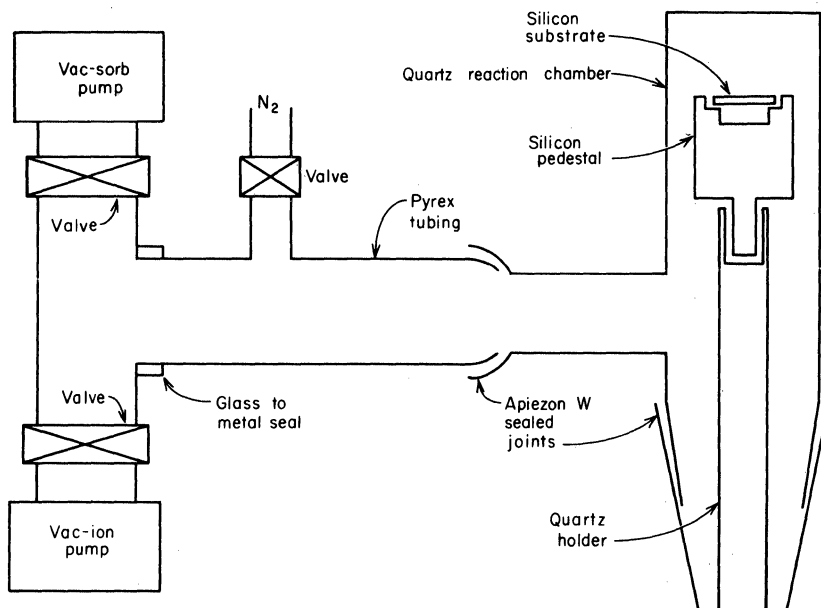 Vac-sorb
pump
Valve
N₂
Valve
Pyrex
tubing
Quartz reaction chamber
Silicon
substrate
Silicon
pedestal
Valve
Glass to
metal seal
Apiezon W
sealed
joints
Vac-ion
pump
Quartz
holder